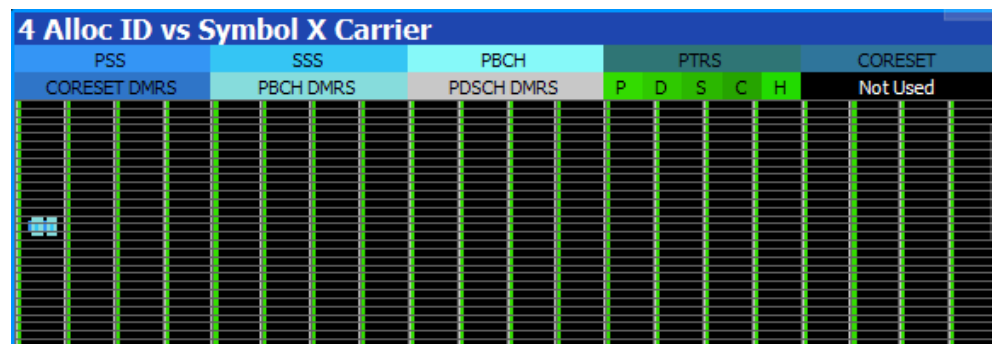 4 Alloc ID vs Symbol X Carrier
PSS SSS PBCH PTRS CORESET
CORESET DMRS PBCH DMRS PDSCH DMRS P D S C H Not Used